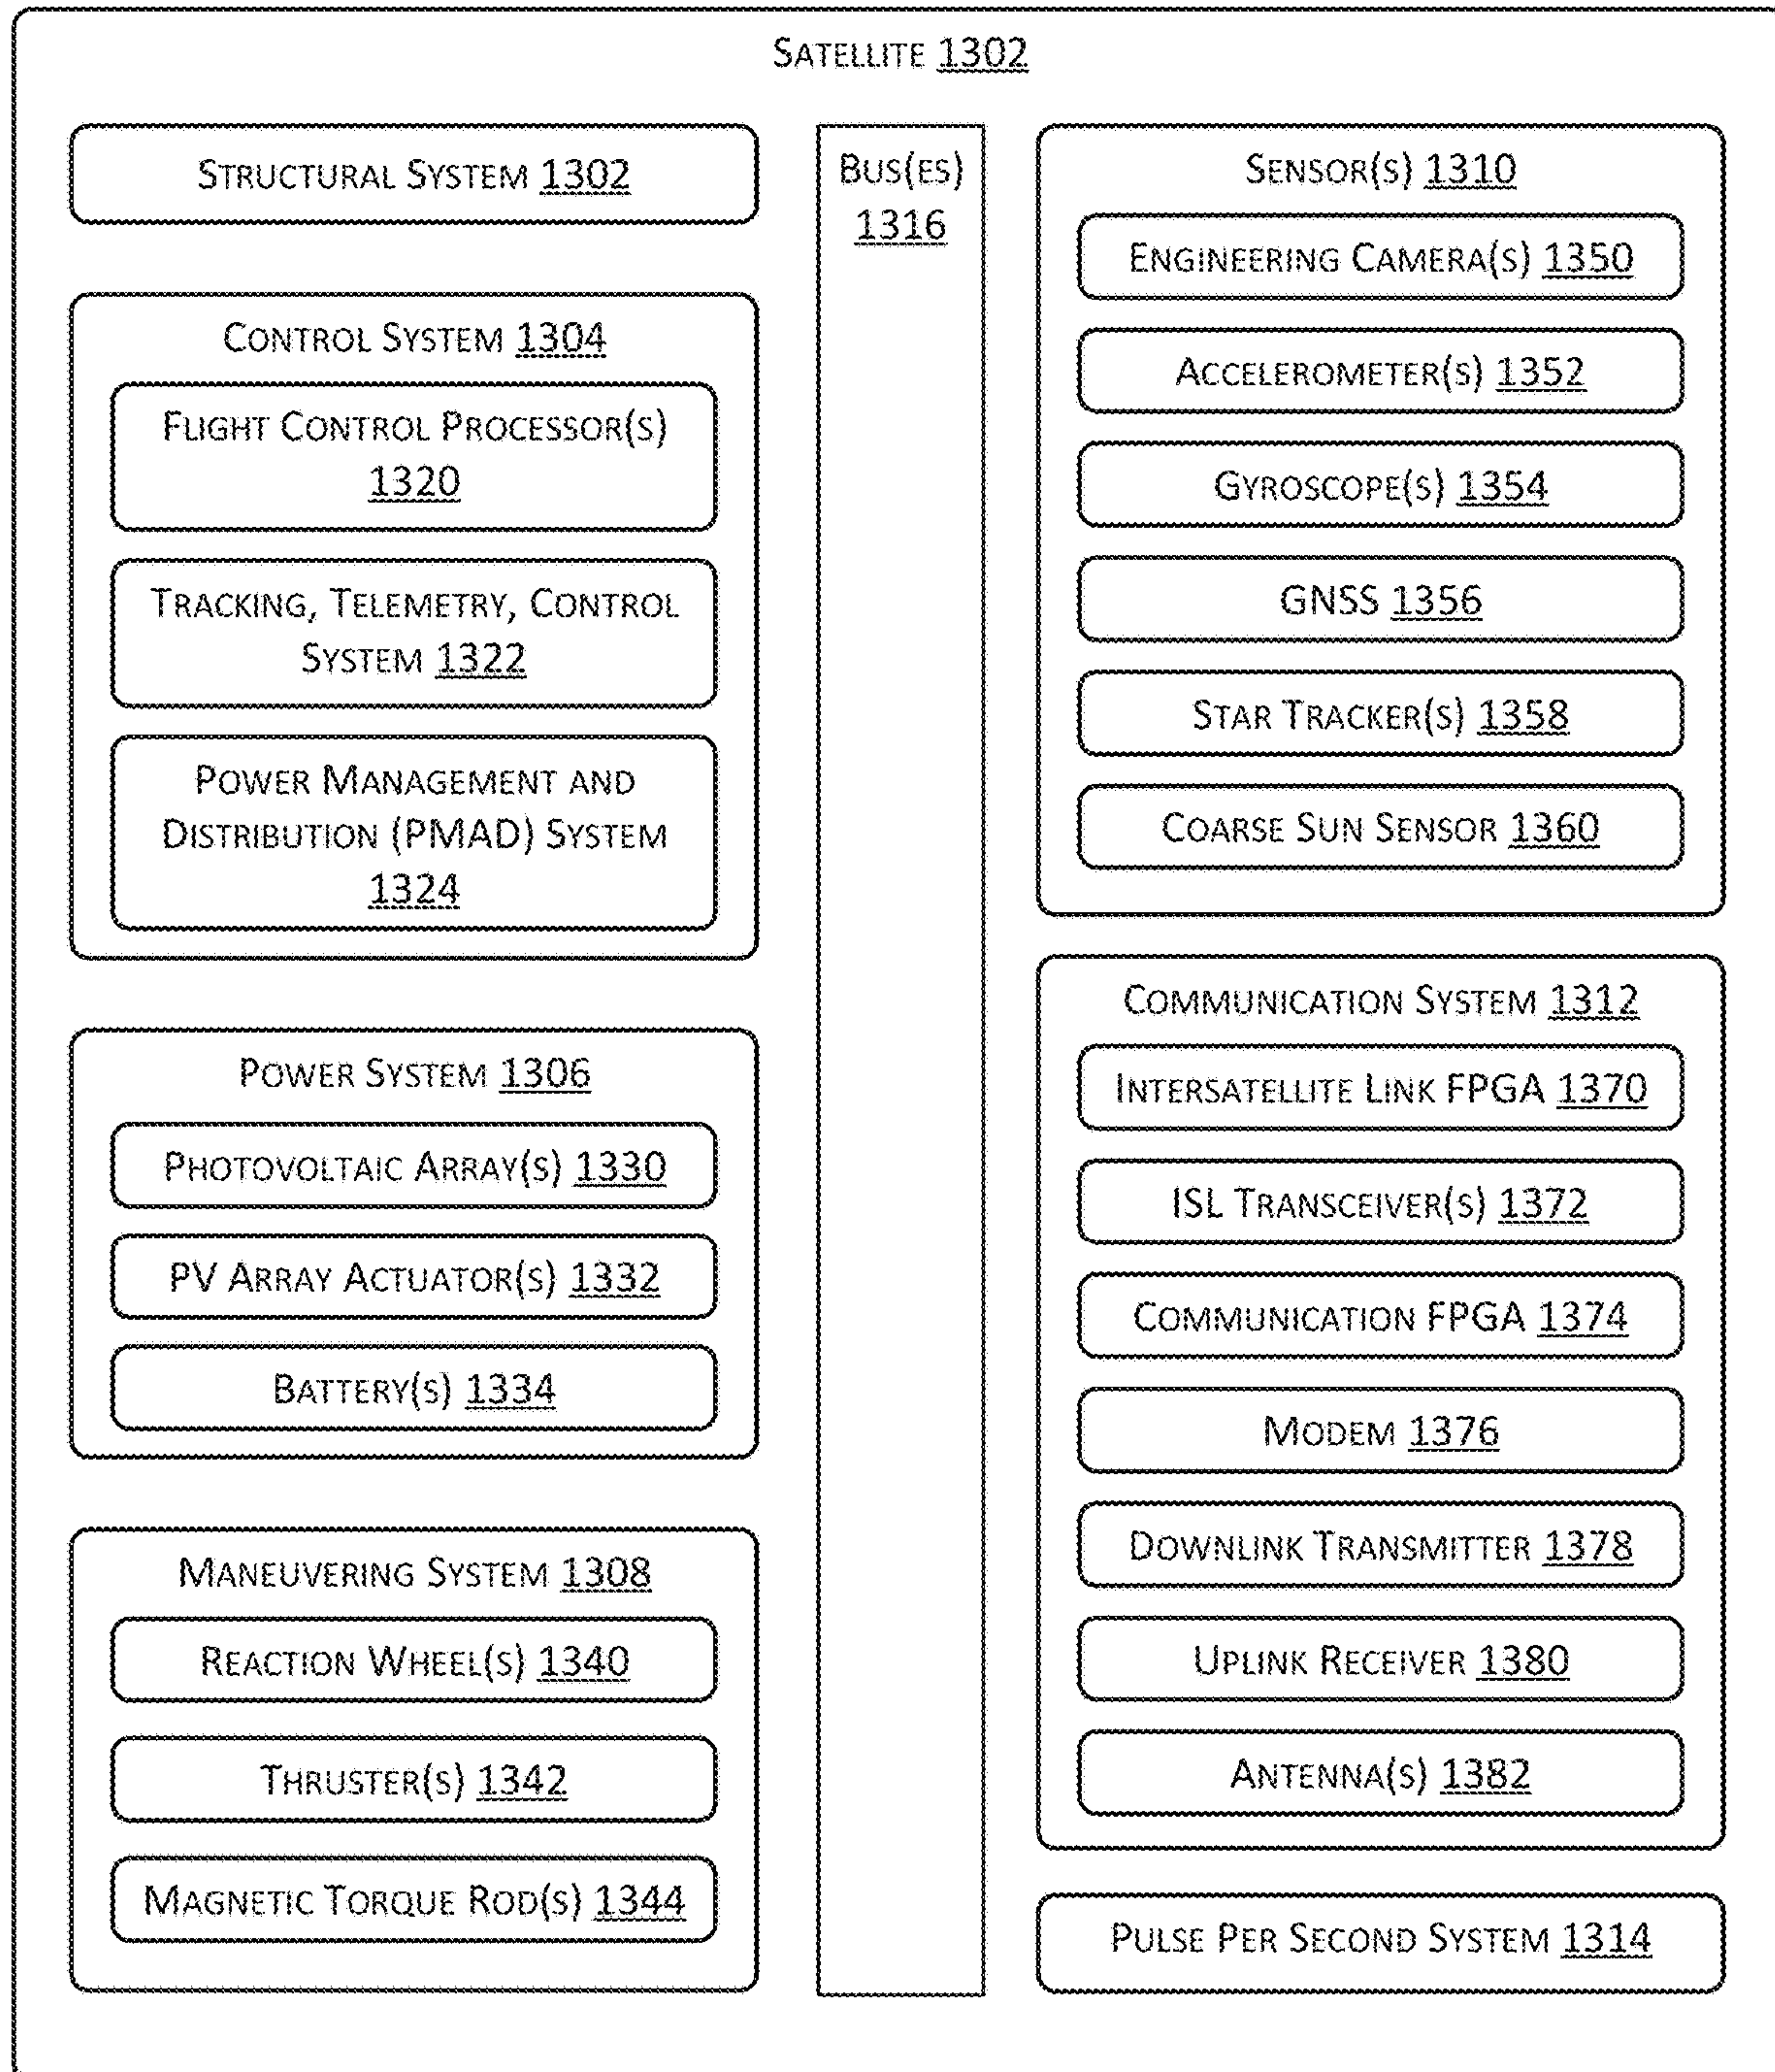 SATELLITE 1302
STRUCTURAL SYSTEM 1302
CONTROL SYSTEM 1304
FLIGHT CONTROL PROCESSOR(S)
1320
TRACKING, TELEMETRY, CONTROL
SYSTEM 1322
POWER MANAGEMENT AND
DISTRIBUTION (PMAD) SYSTEM
1324
POWER SYSTEM 1306
PHOTOVOLTAIC ARRAY(S) 1330
PV ARRAY ACTUATOR(S) 1332
BATTERY(S) 1334
MANEUVERING SYSTEM 1308
REACTION WHEEL(S) 1340
THRUSTER(S) 1342
MAGNETIC TORQUE ROD(S) 1344
BUS(ES)
1316
SENSOR(S) 1310
ENGINEERING CAMERA(S) 1350
ACCELEROMETER(S) 1352
GYROSCOPE(S) 1354
GNSS 1356
STAR TRACKER(S) 1358
COARSE SUN SENSOR 1360
COMMUNICATION SYSTEM 1312
INTERSATELLITE LINK FPGA 1370
ISL TRANSCEIVER(S) 1372
COMMUNICATION FPGA 1374
MODEM 1376
DOWNLINK TRANSMITTER 1378
UPLINK RECEIVER 1380
ANTENNA(S) 1382
PULSE PER SECOND SYSTEM 1314